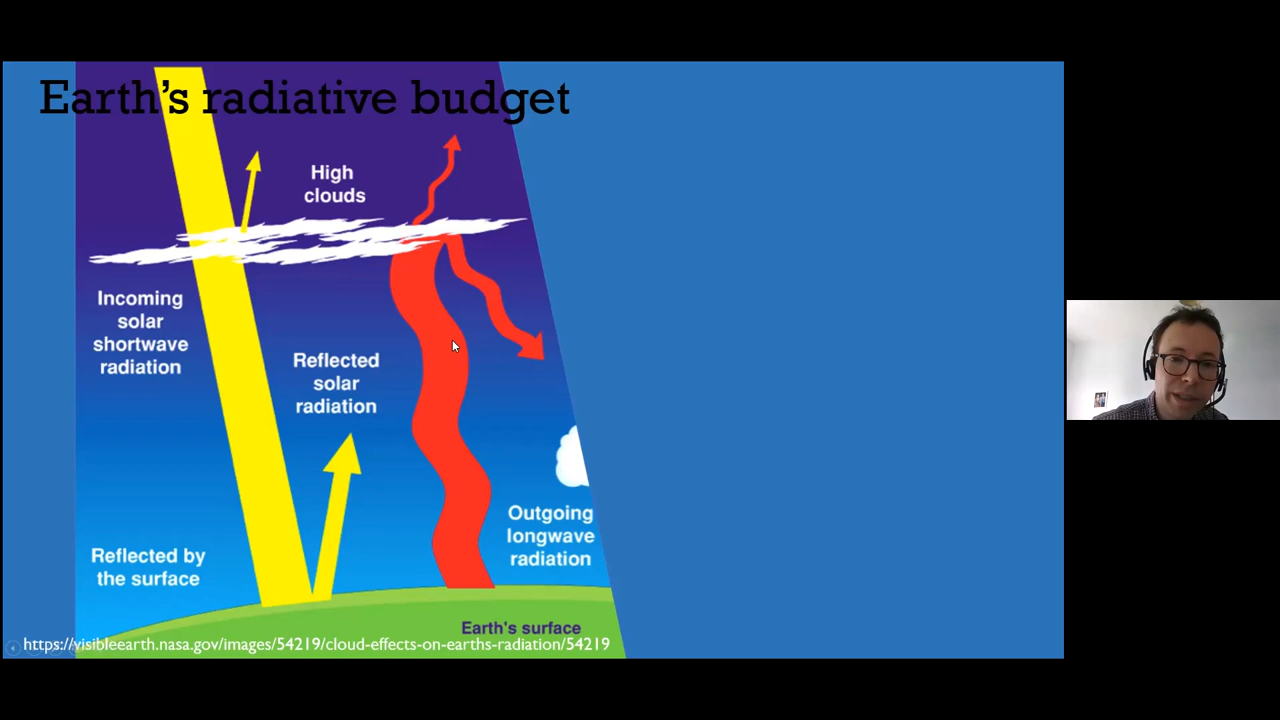 Earth's radiative budget
High
clouds
Incoming
solar
shortwave
radiation
Reflected
solar
radiation
Outgoing
longwave
radiation
Reflected by
the surface
Earth's surface
https://visibleearth.nasa.gov/images/54219/cloud-effects-on-earths-radiation/54219